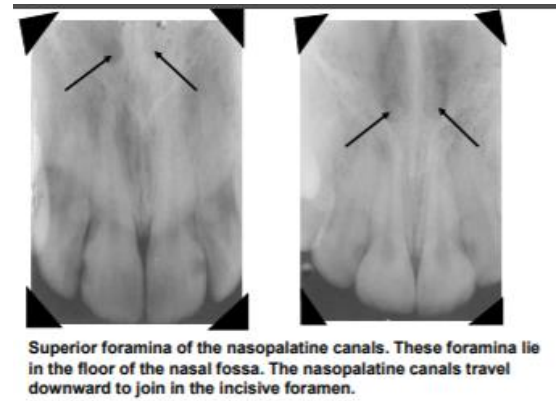 Superior foramina of the nasopalatine canals. These foramina lie
in the floor of the nasal fossa. The nasopalatine canals travel
downward to join in the incisive foramen.